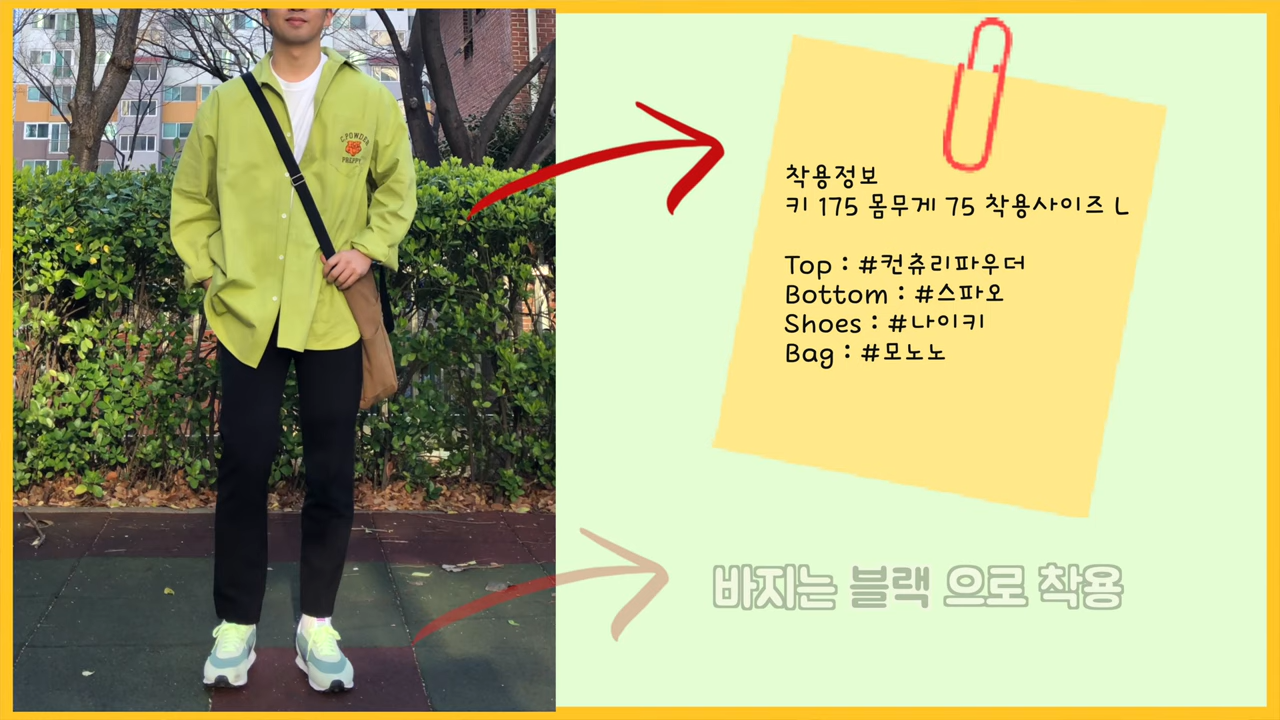 C.POWDER
PREPPY
착용정보
키 175 몸무게 75 착용사이즈 L
Top : #컨츄리파우더
Bottom : #스파오
Shoes : #나이키
Bag : #모노노
바지는 블랙 으로 착용